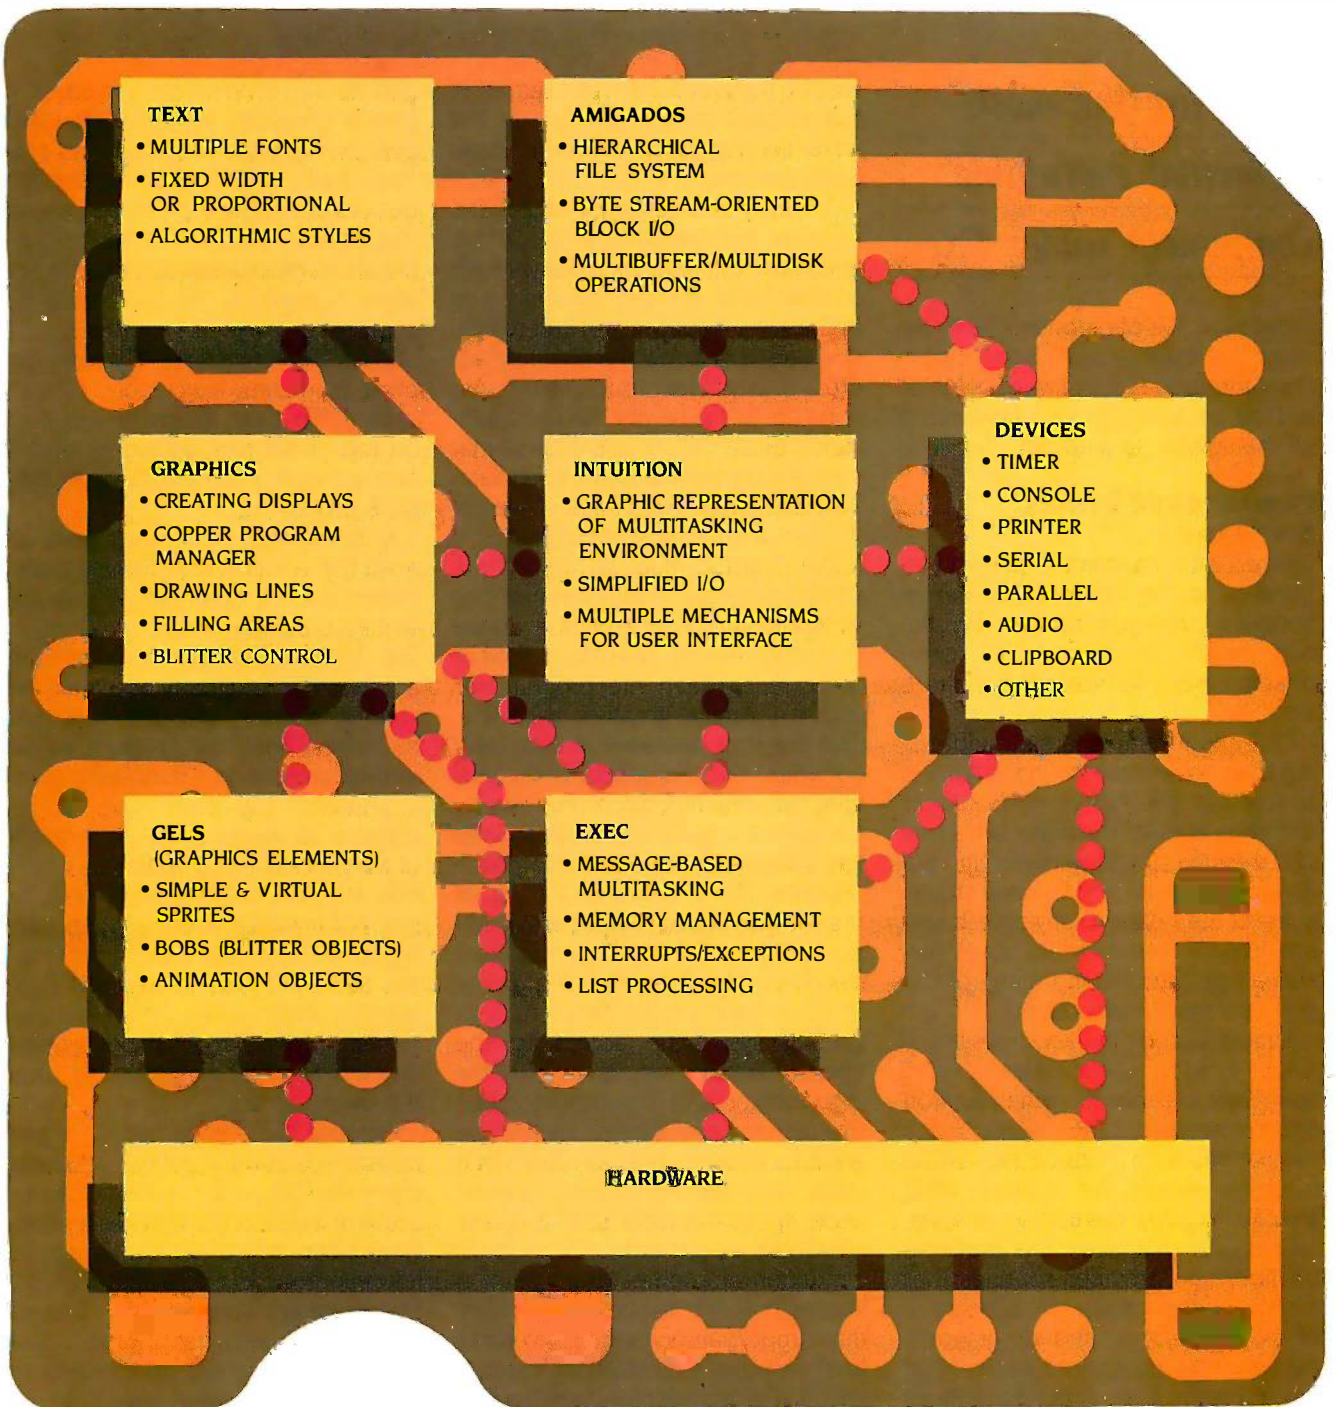 TEXT
• MULTIPLE FONTS
• FIXED WIDTH
OR PROPORTIONAL
• ALGORITHMIC STYLES
AMIGADOS
• HIERARCHICAL
FILE SYSTEM
• BYTE STREAM-ORIENTED
BLOCK I/O
• MULTIBUFFER/MULTIDISK
OPERATIONS
GRAPHICS
• CREATING DISPLAYS
• COPPER PROGRAM
MANAGER
• DRAWING LINES
• FILLING AREAS
• BLITTER CONTROL
INTUITION
• GRAPHIC REPRESENTATION
OF MULTITASKING
ENVIRONMENT
• SIMPLIFIED I/O
• MULTIPLE MECHANISMS
FOR USER INTERFACE
DEVICES
• TIMER
• CONSOLE
• PRINTER
• SERIAL
• PARALLEL
• AUDIO
• CLIPBOARD
• OTHER
GELS
(GRAPHICS ELEMENTS)
• SIMPLE & VIRTUAL
SPRITES
• BOBS (BLITTER OBJECTS)
• ANIMATION OBJECTS
EXEC
• MESSAGE-BASED
MULTITASKING
• MEMORY MANAGEMENT
• INTERRUPTS/EXCEPTIONS
• LIST PROCESSING
HARDWARE